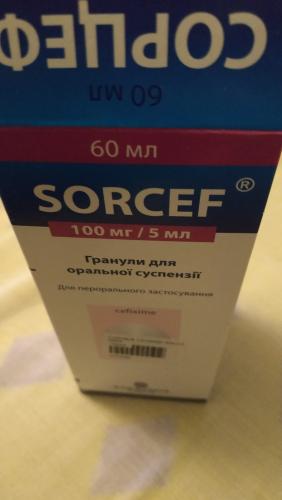 СОРЦЕФ
60 мл
60 мл
SORCEF®
100 мг / 5 мл
Гранули для
оральної суспензії
Для перорального застосування
cefixime